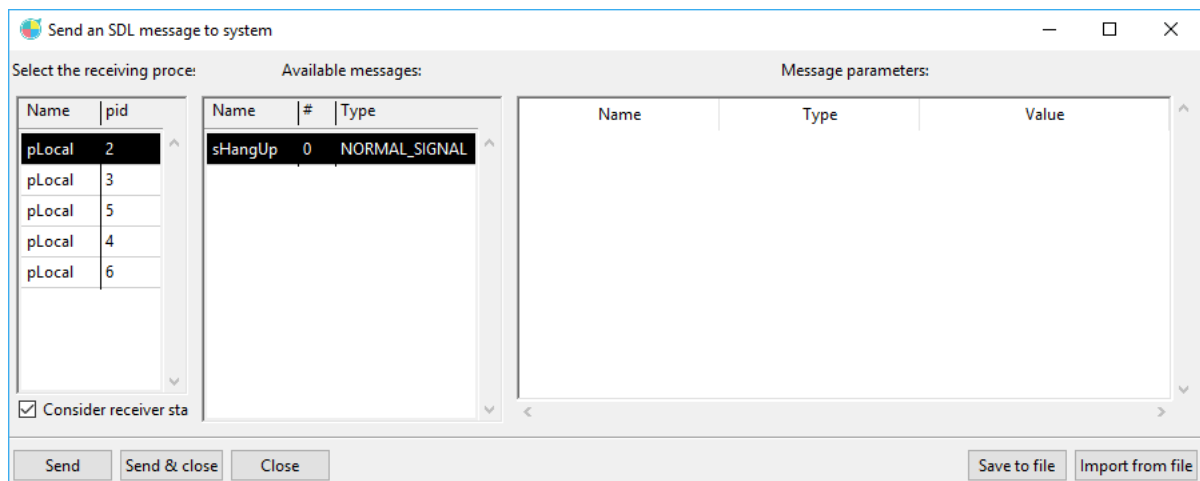 Send an SDL message to system
Select the receiving proce
Available messages:
Message parameters:
Name pid
Name # Type
Name Type Value
pLocal 2
sHangUp 0 NORMAL_SIGNAL
pLocal 3
pLocal 5
pLocal 4
pLocal 6
Consider receiver sta
Send
Send & close
Close
Save to file
Import from file